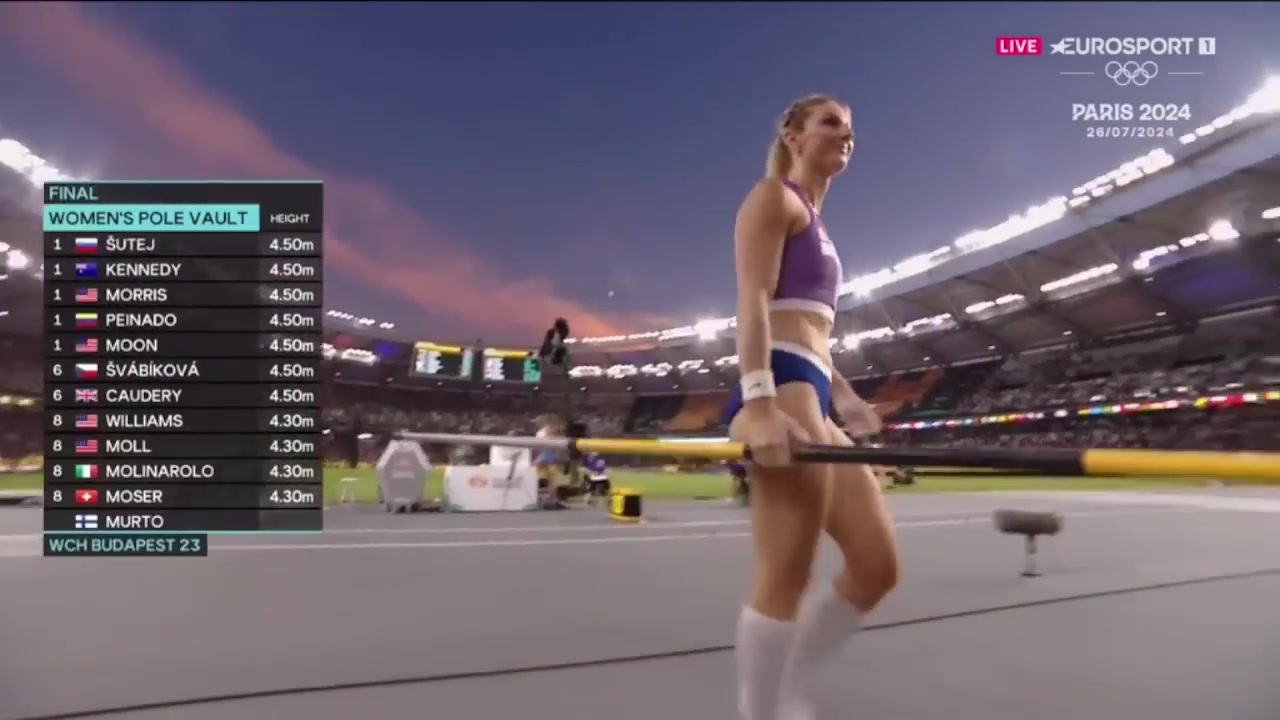 LIVE EUROSPORT 1
PARIS 2024
26/07/2024
FINAL
WOMEN'S POLE VAULT HEIGHT
1 ŠUTEJ 4.50m
1 KENNEDY 4.50m
1 MORRIS 4.50m
1 PEINADO 4.50m
1 MOON 4.50m
6 ŠVÁBÍKOVÁ 4.50m
6 CAUDERY 4.50m
8 WILLIAMS 4.30m
8 MOLL 4.30m
8 MOLINAROLO 4.30m
8 MOSER 4.30m
MURTO
WCH BUDAPEST 23